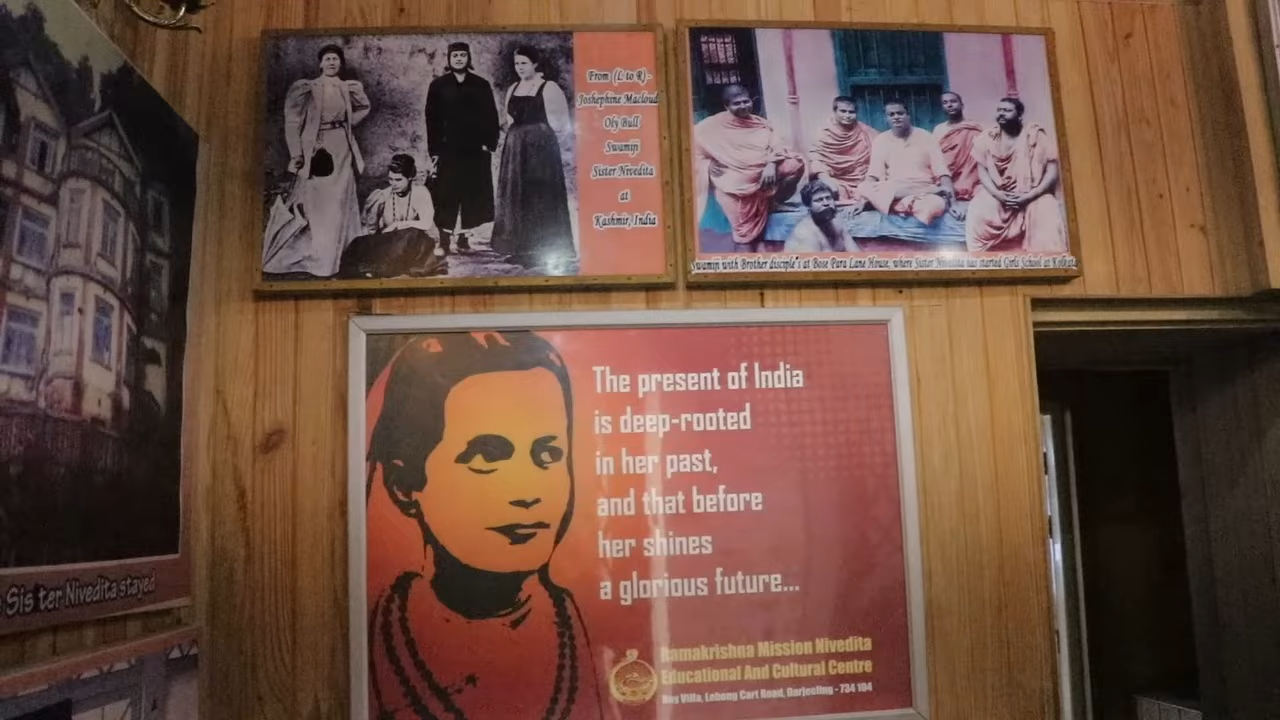 From (L to R) -
Joshephine Macloud
Oly Bull
Swamiji
Sister Nivedita
at
Kashmir, India
Swamiji with Brother disciple's at Bose Para Lane House, where Sister Nivedita has started Girls School at Kolkata
The present of India
is deep-rooted
in her past,
and that before
her shines
a glorious future...
Ramakrishna Mission Nivedita
Educational And Cultural Centre
Roy Villa, Lebong Cart Road, Darjeeling - 734 104
Sis ter Nivedita stayed